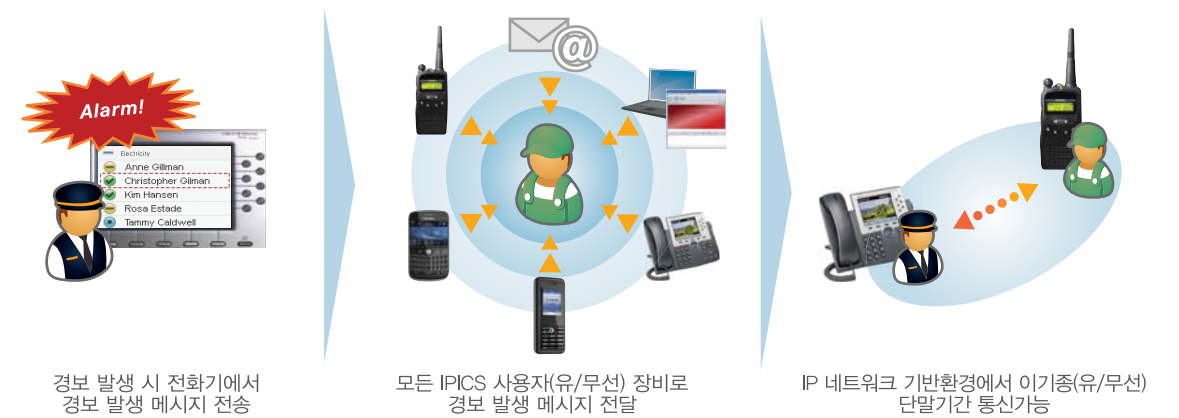 Alarm!
Electricity
Anne Gillman
Christopher Gilman
Kim Hansen
Rosa Estade
Tammy Caldwell
@
경보 발생 시 전화기에서
경보 발생 메시지 전송
모든 IPICS 사용자(유/무선) 장비로
경보 발생 메시지 전달
IP 네트워크 기반환경에서 이기종(유/무선)
단말기간 통신가능